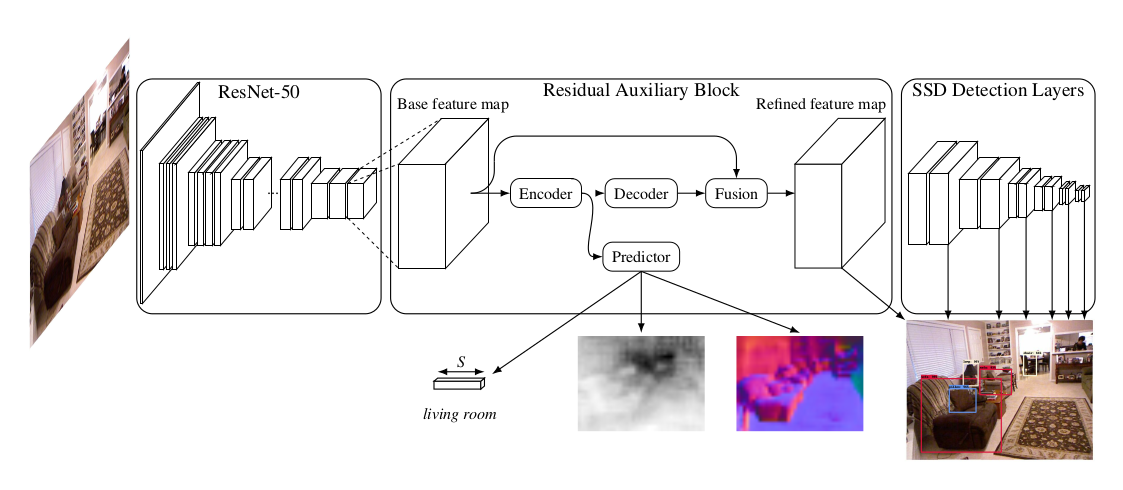 ResNet-50
Residual Auxiliary Block
SSD Detection Layers
Base feature map
Refined feature map
Encoder
Decoder
Fusion
Predictor
S
living room